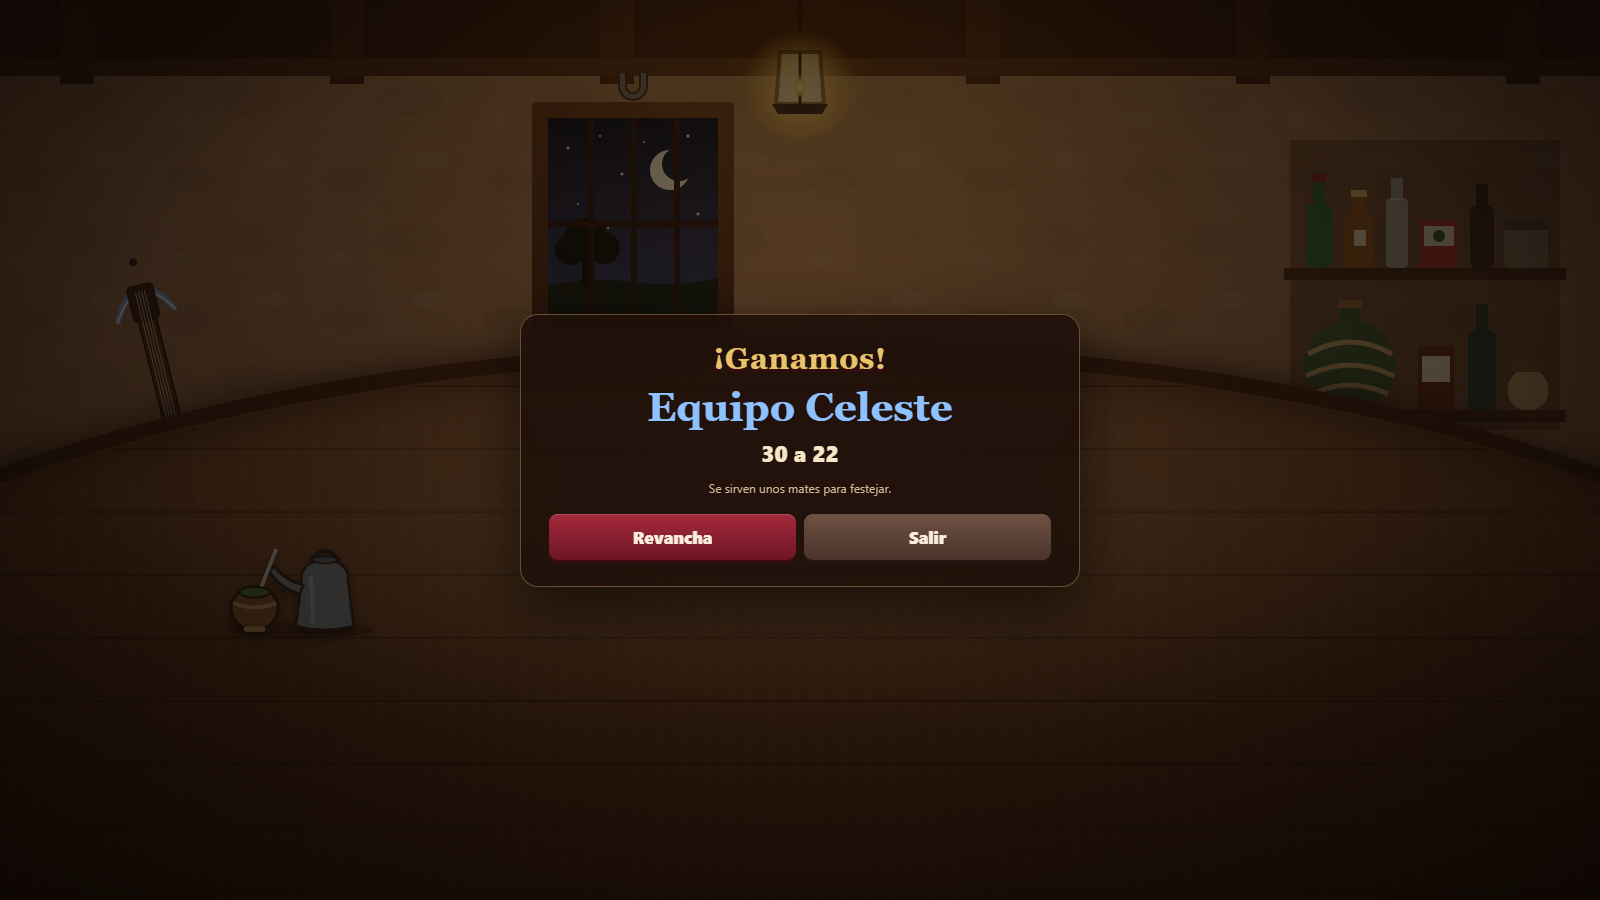 ¡Ganamos!
Equipo Celeste
30 a 22
Se sirven unos mates para festejar.
Revancha
Salir